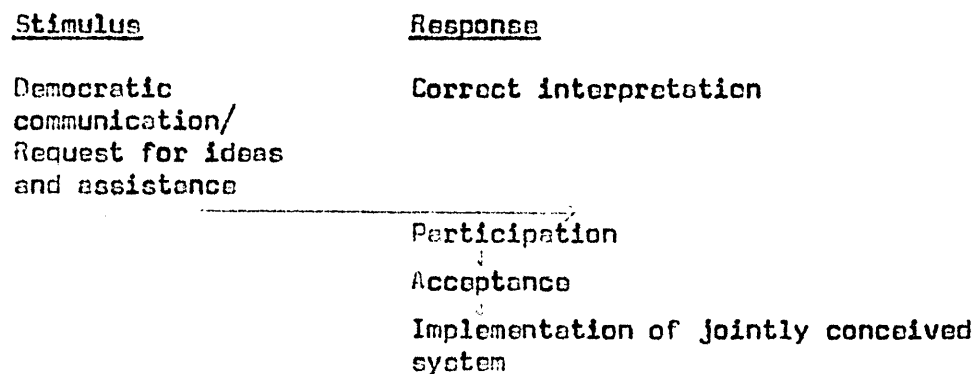 Stimulus
Response
Democratic
communication/
Request for ideas
and assistance
Correct interpretation
Participation
Acceptance
Implementation of jointly conceived
system